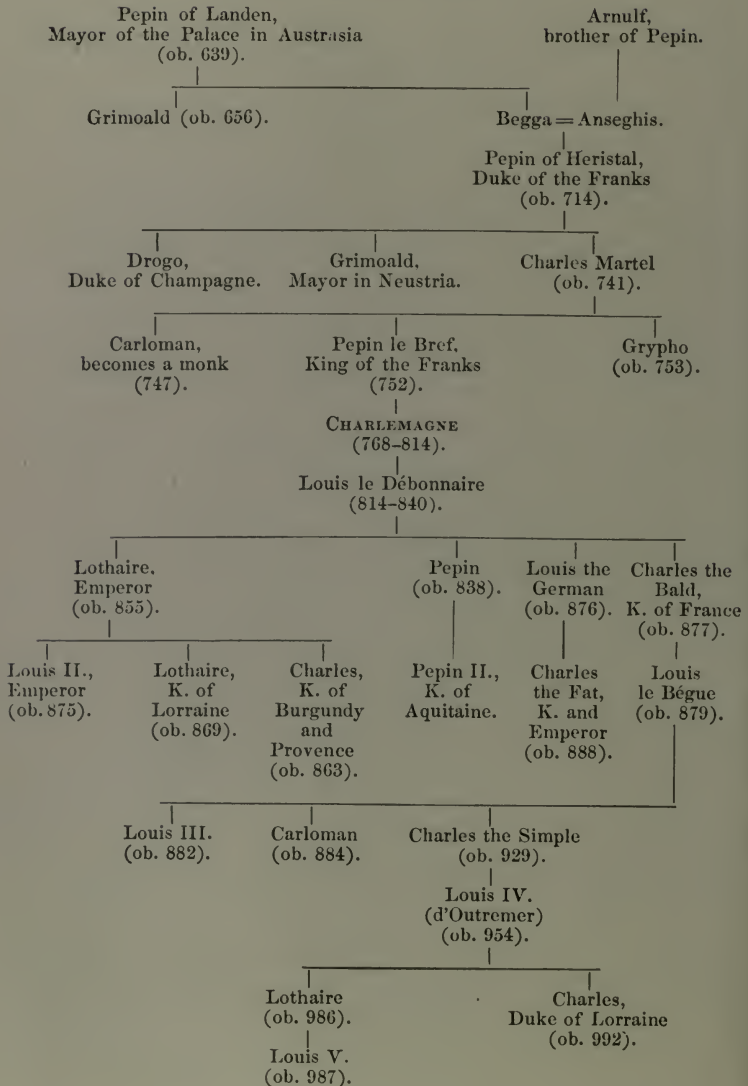 Pepin of Landen,
Mayor of the Palace in Austrasia
(ob. 639).
Arnulf,
brother of Pepin.
Grimoald (ob. 656).
Begga = Anseghis.
Pepin of Heristal,
Duke of the Franks
(ob. 714).
Drogo,
Duke of Champagne.
Grimoald,
Mayor in Neustria.
Charles Martel
(ob. 741).
Carloman,
becomes a monk
(747).
Pepin le Bref,
King of the Franks
(752).
Grypho
(ob. 753).
CHARLEMAGNE
(768–814).
Louis le Débonnaire
(814–840).
Lothaire,
Emperor
(ob. 855).
Pepin
(ob. 838).
Louis the
German
(ob. 876).
Charles the
Bald,
K. of France
(ob. 877).
Louis II.,
Emperor
(ob. 875).
Lothaire,
K. of
Lorraine
(ob. 869).
Charles,
K. of
Burgundy
and
Provence
(ob. 863).
Pepin II.,
K. of
Aquitaine.
Charles
the Fat,
K. and
Emperor
(ob. 888).
Louis
le Bégue
(ob. 879).
Louis III.
(ob. 882).
Carloman
(ob. 884).
Charles the Simple
(ob. 929).
Louis IV.
(d'Outremer)
(ob. 954).
Lothaire
(ob. 986).
Charles,
Duke of Lorraine
(ob. 992).
Louis V.
(ob. 987).